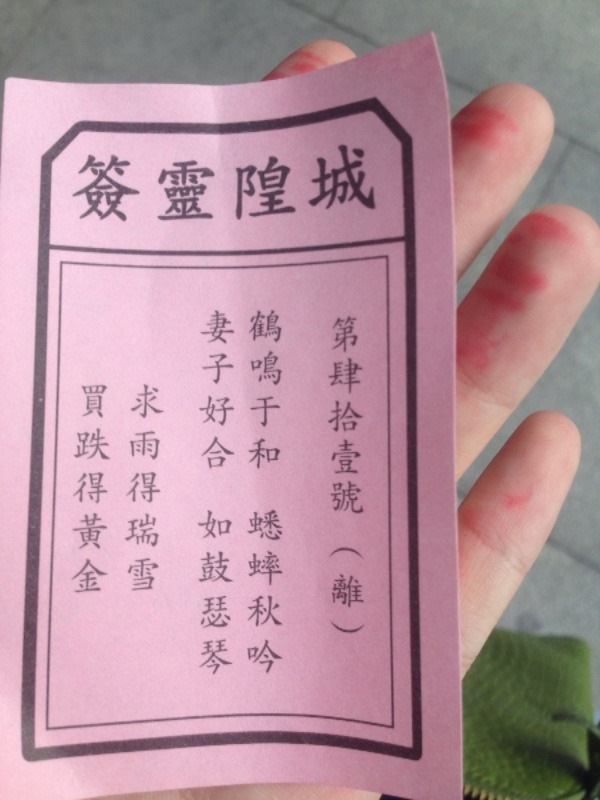 城隍靈簽
第肆拾壹號（離）
鶴鳴于和 蟋蟀秋吟
妻子好合 如鼓瑟琴
求雨得瑞雪
買跌得黃金